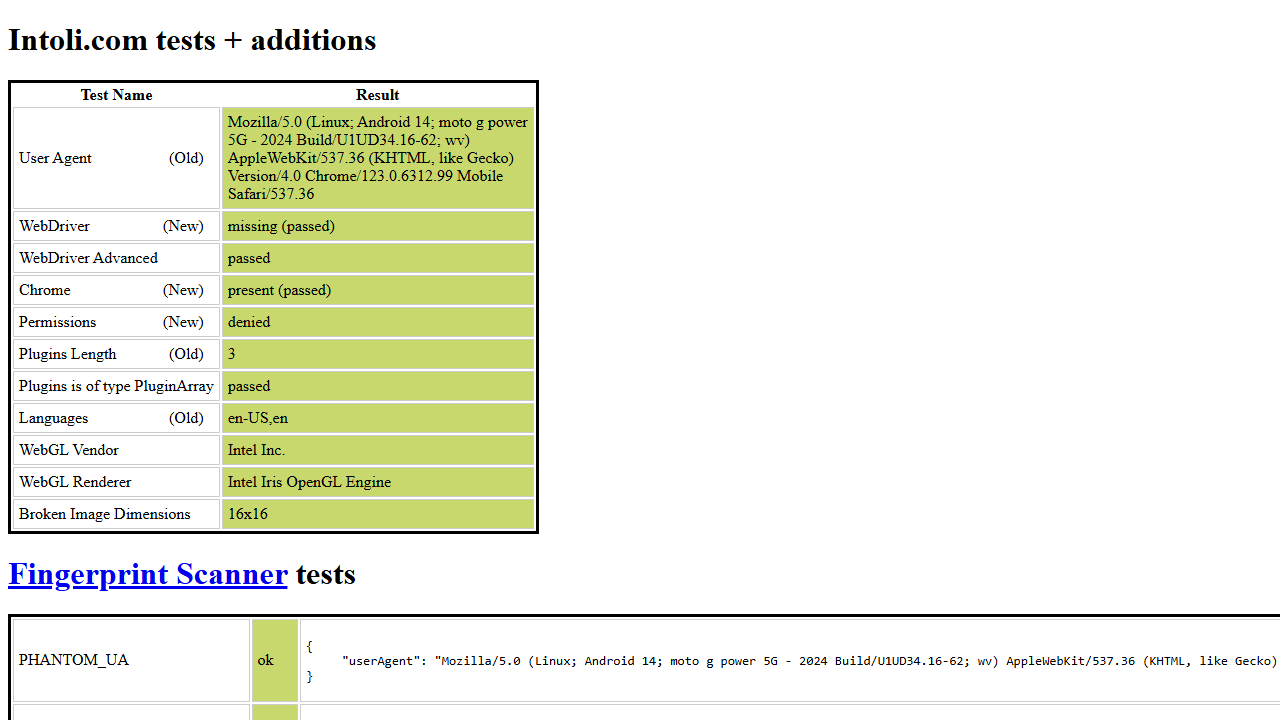 Intoli.com tests + additions
Test Name Result
User Agent (Old) Mozilla/5.0 (Linux; Android 14; moto g power
5G - 2024 Build/U1UD34.16-62; wv)
AppleWebKit/537.36 (KHTML, like Gecko)
Version/4.0 Chrome/123.0.6312.99 Mobile
Safari/537.36
WebDriver (New) missing (passed)
WebDriver Advanced passed
Chrome (New) present (passed)
Permissions (New) denied
Plugins Length (Old) 3
Plugins is of type PluginArray passed
Languages (Old) en-US,en
WebGL Vendor Intel Inc.
WebGL Renderer Intel Iris OpenGL Engine
Broken Image Dimensions 16x16
Fingerprint Scanner tests
PHANTOM_UA ok {
"userAgent": "Mozilla/5.0 (Linux; Android 14; moto g power 5G - 2024 Build/U1UD34.16-62; wv) AppleWebKit/537.36 (KHTML, like Gecko)
}